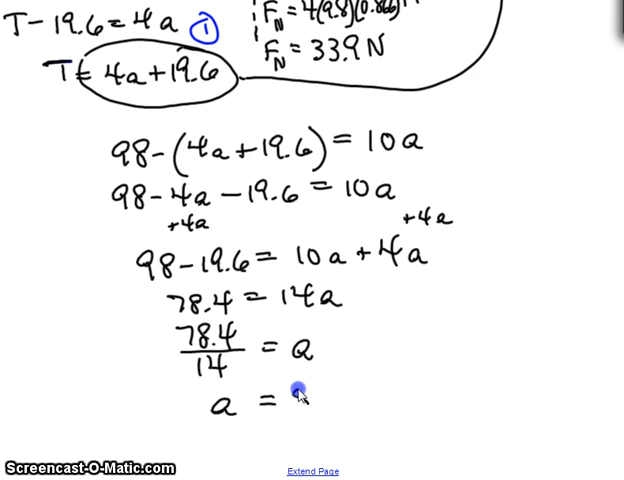 T - 19.6 = 4a ①
F_N = 4(9.8)(0.866)
F_N = 33.9 N
T = 4a + 19.6
98 - (4a + 19.6) = 10a
98 - 4a - 19.6 = 10a
+4a +4a
98 - 19.6 = 10a + 4a
78.4 = 14a
78.4
14
= a
a =
Screencast-O-Matic.com
Extend Page